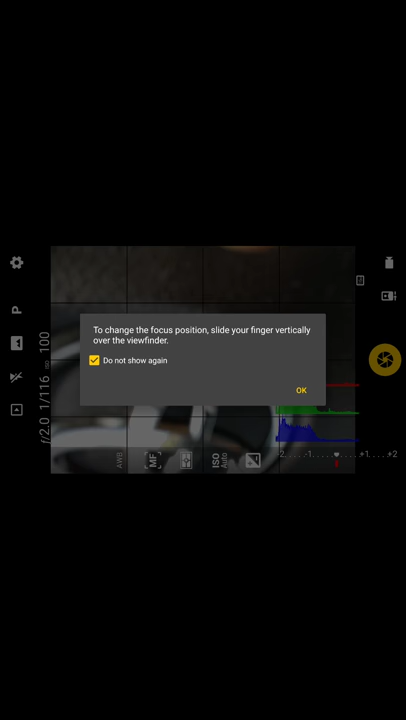 To change the focus position, slide your finger vertically
over the viewfinder.
Do not show again
OK
P
f/2.0 1/116 ISO 100
AWB
MF
ISO
Auto
2....-1....♥....+1....+2